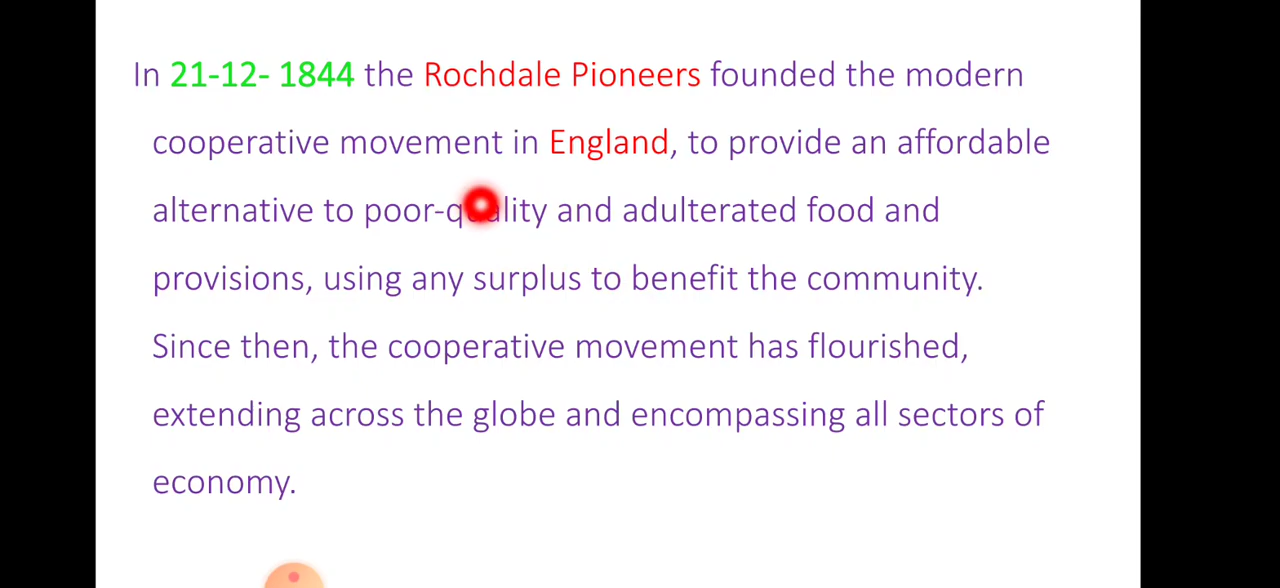 In 21-12- 1844 the Rochdale Pioneers founded the modern
cooperative movement in England, to provide an affordable
alternative to poor-quality and adulterated food and
provisions, using any surplus to benefit the community.
Since then, the cooperative movement has flourished,
extending across the globe and encompassing all sectors of
economy.